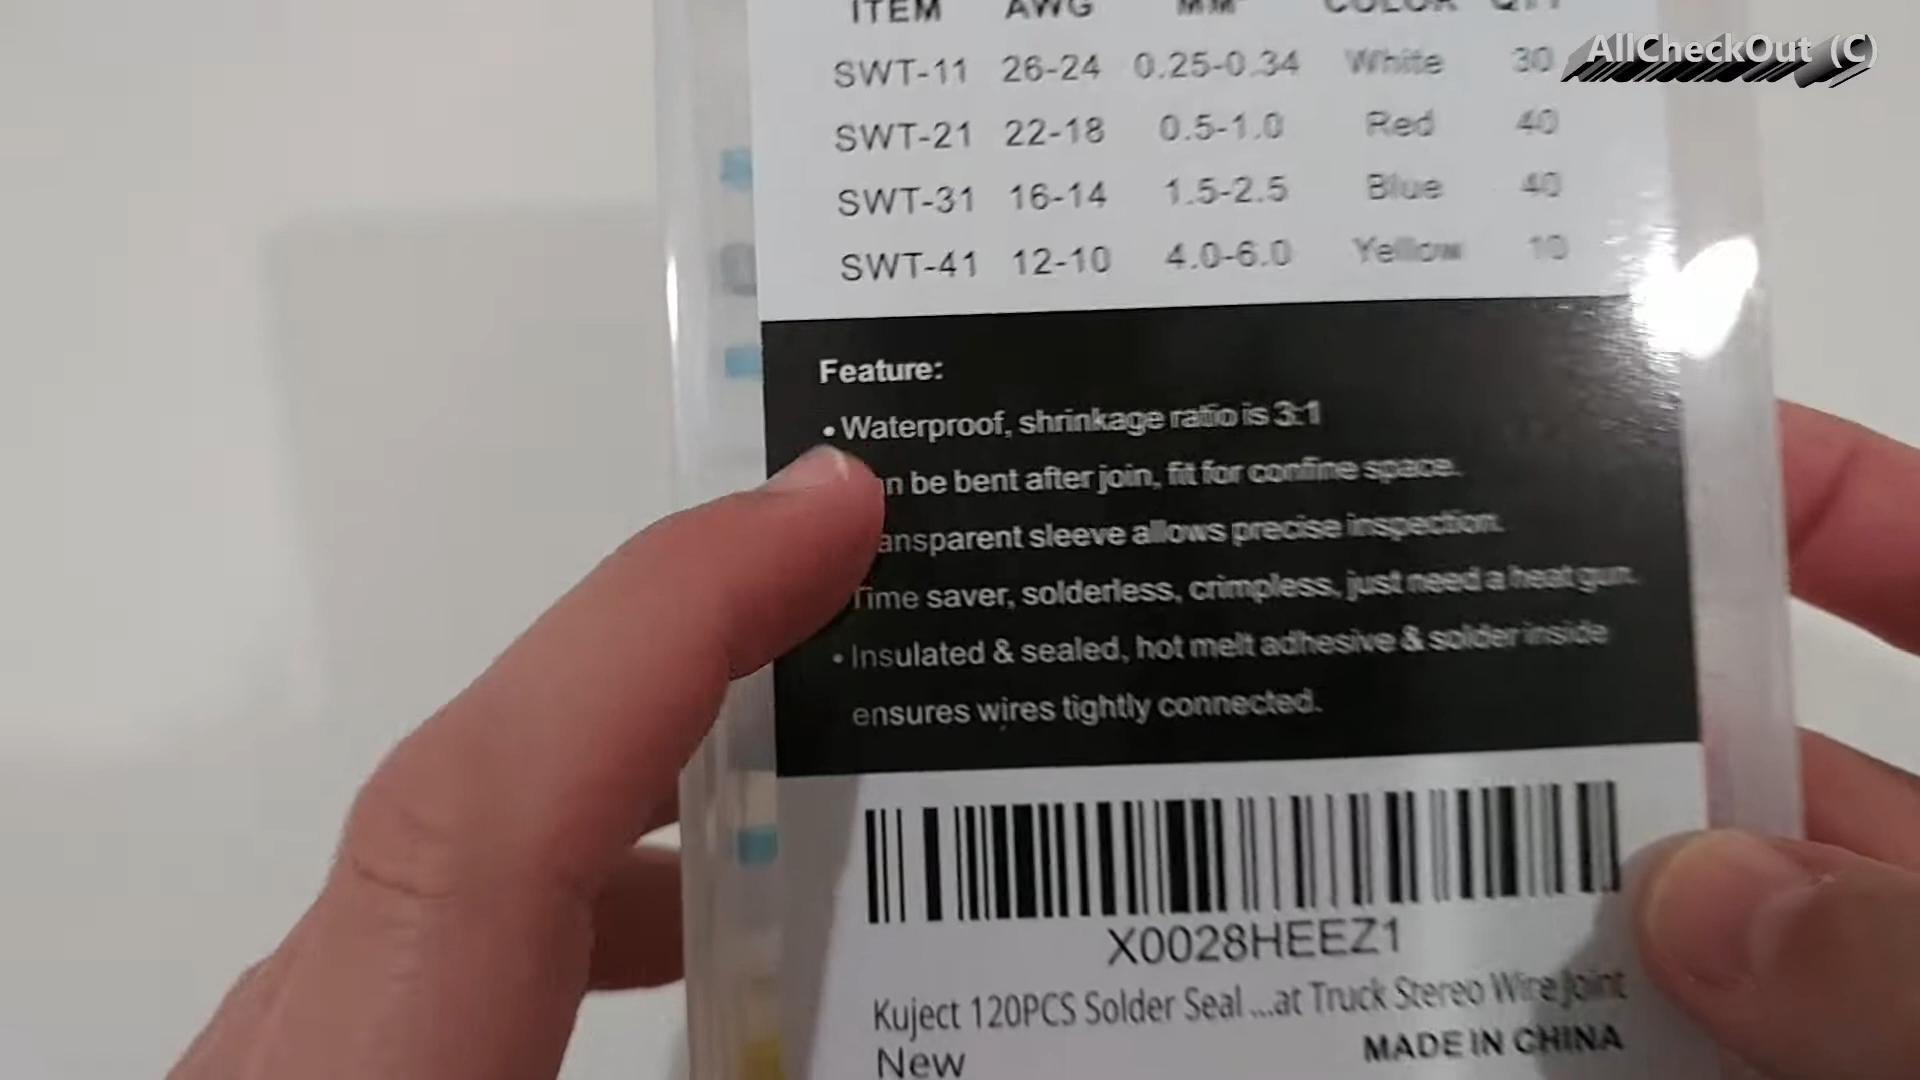 AllCheckOut (C)
ITEM AWG MM² COLOR QTY
SWT-11 26-24 0.25-0.34 White 30
SWT-21 22-18 0.5-1.0 Red 40
SWT-31 16-14 1.5-2.5 Blue 40
SWT-41 12-10 4.0-6.0 Yellow 10
Feature:
• Waterproof, shrinkage ratio is 3:1
n be bent after join, fit for confine space.
ansparent sleeve allows precise inspection.
Time saver, solderless, crimpless, just need a heat gun.
• Insulated & sealed, hot melt adhesive & solder inside
ensures wires tightly connected.
X0028HEEZ1
Kuject 120PCS Solder Seal ...at Truck Stereo Wire Joint
New
MADE IN CHINA